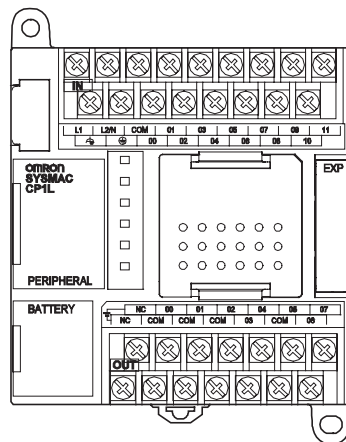 IN
L1 L2/N COM 01 03 05 07 09 11
00 02 04 06 08 10
OMRON
SYSMAC
CP1L
EXP
PERIPHERAL
BATTERY
NC 00 01 02 04 05 07
NC COM COM COM 03 COM 06
OUT